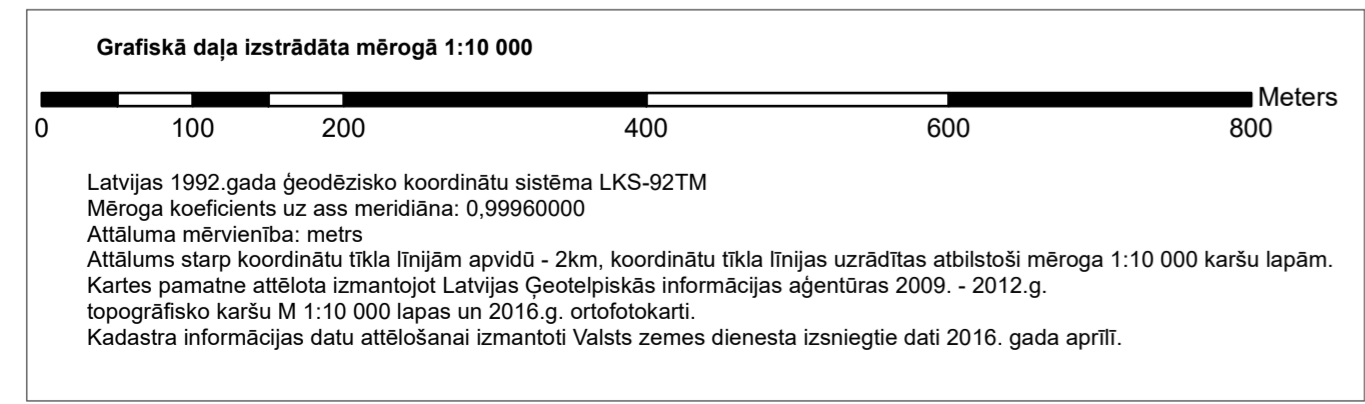 Grafiskā daļa izstrādāta mērogā 1:10 000
Meters
0 100 200 400 600 800
Latvijas 1992.gada ģeodēzisko koordinātu sistēma LKS-92TM
Mēroga koeficients uz ass meridiāna: 0,99960000
Attāluma mērvienība: metrs
Attālums starp koordinātu tīkla līnijām apvidū - 2km, koordinātu tīkla līnijas uzrādītas atbilstoši mēroga 1:10 000 karšu lapām.
Kartes pamatne attēlota izmantojot Latvijas Ģeotelpiskās informācijas aģentūras 2009. - 2012.g.
topogrāfisko karšu M 1:10 000 lapas un 2016.g. ortofotokarti.
Kadastra informācijas datu attēlošanai izmantoti Valsts zemes dienesta izsniegtie dati 2016. gada aprīlī.